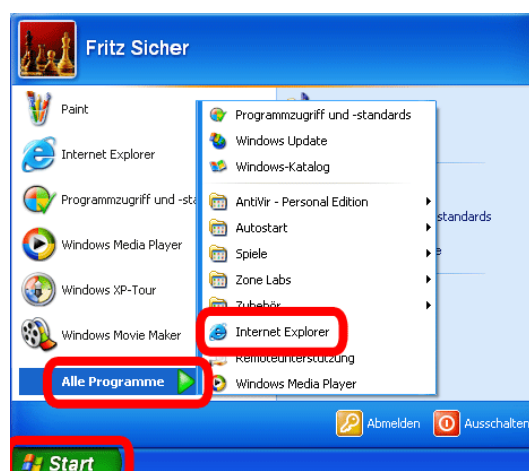 Fritz Sicher
Paint
Internet Explorer
Programmzugriff und -sta
Windows Media Player
Windows XP-Tour
Windows Movie Maker
Alle Programme
Programmzugriff und -standards
Windows Update
Windows-Katalog
AntiVir - Personal Edition
Autostart
Spiele
Zone Labs
Zubehör
Internet Explorer
Remoteunterstützung
Windows Media Player
standards
Abmelden
Ausschalten
Start